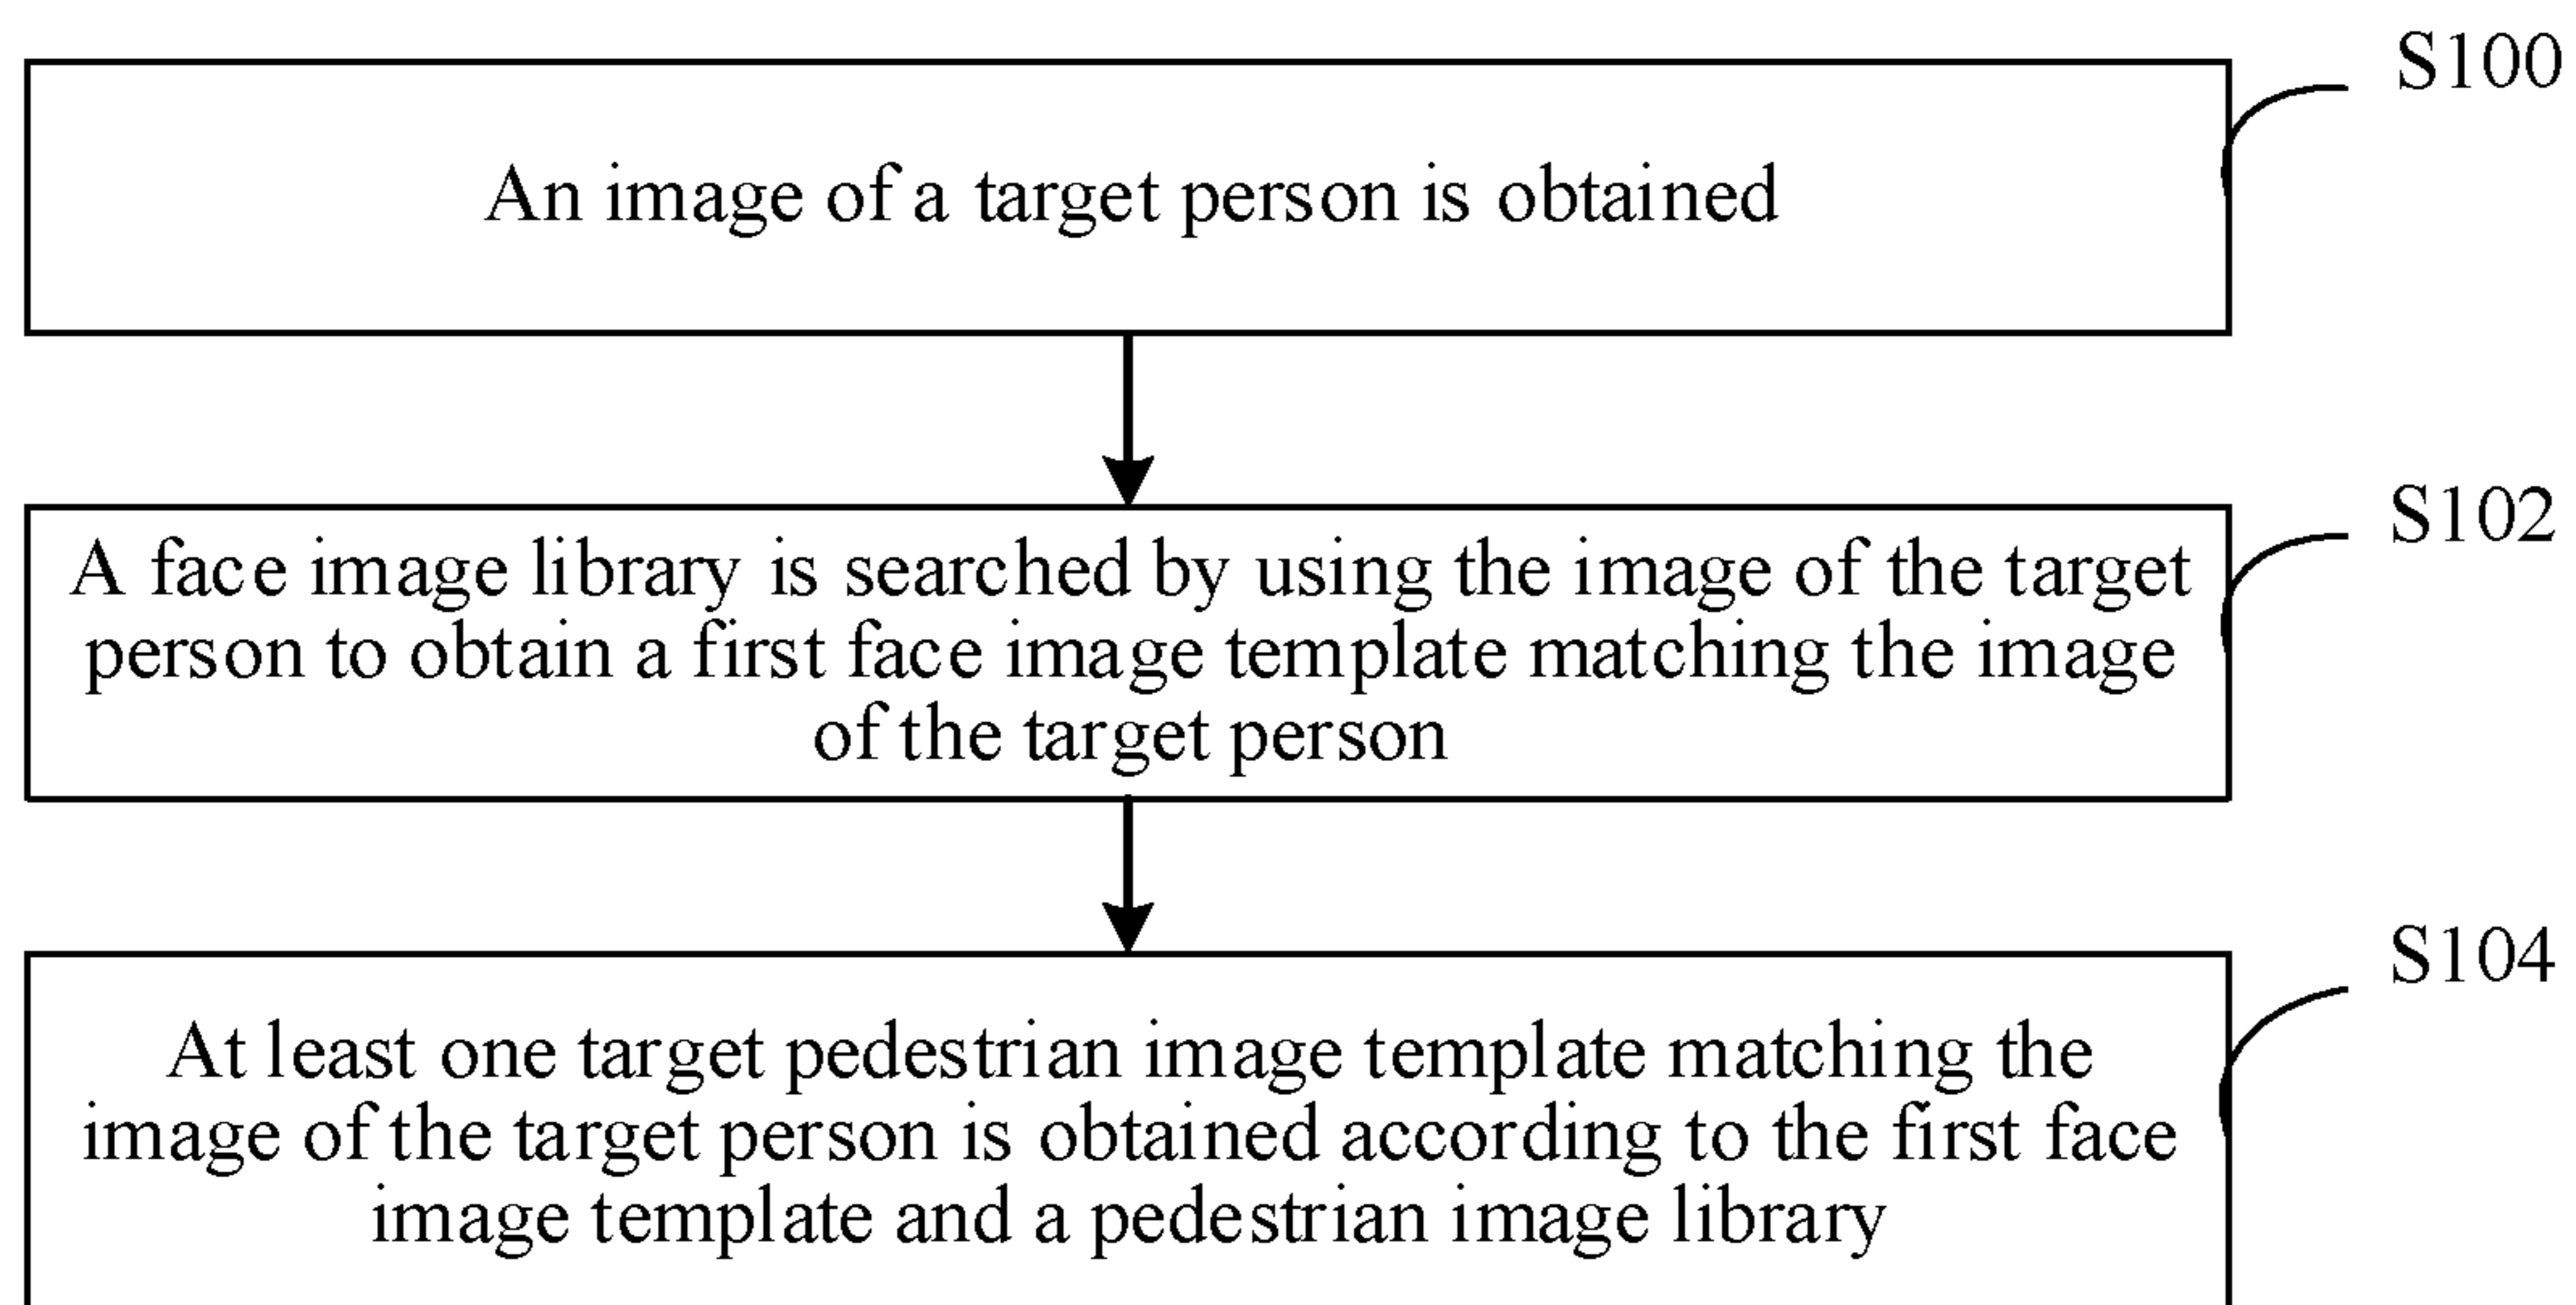 S100
An image of a target person is obtained
S102
A face image library is searched by using the image of the target
person to obtain a first face image template matching the image
of the target person
S104
At least one target pedestrian image template matching the
image of the target person is obtained according to the first face
image template and a pedestrian image library